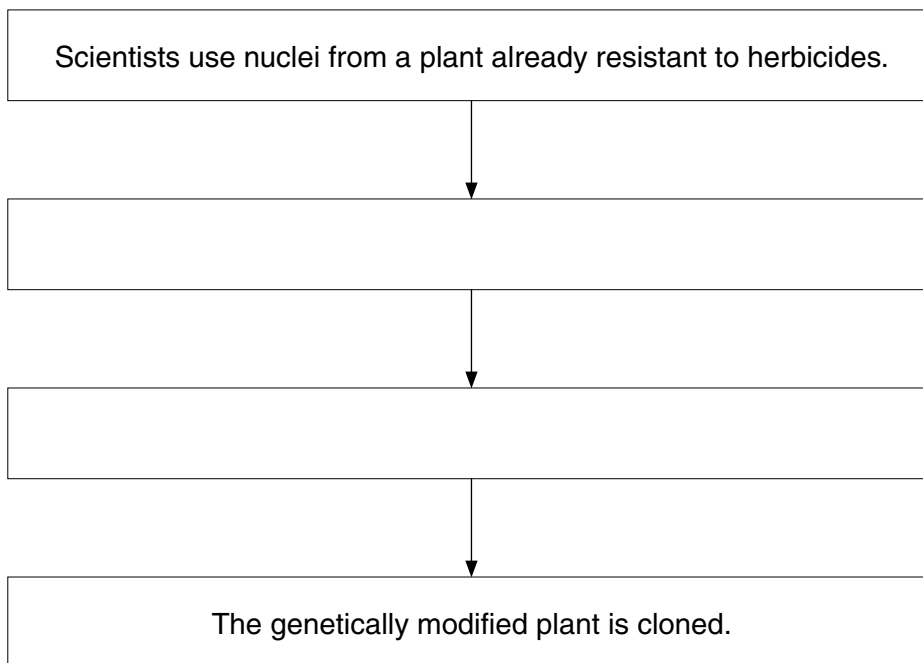 Scientists use nuclei from a plant already resistant to herbicides.
The genetically modified plant is cloned.